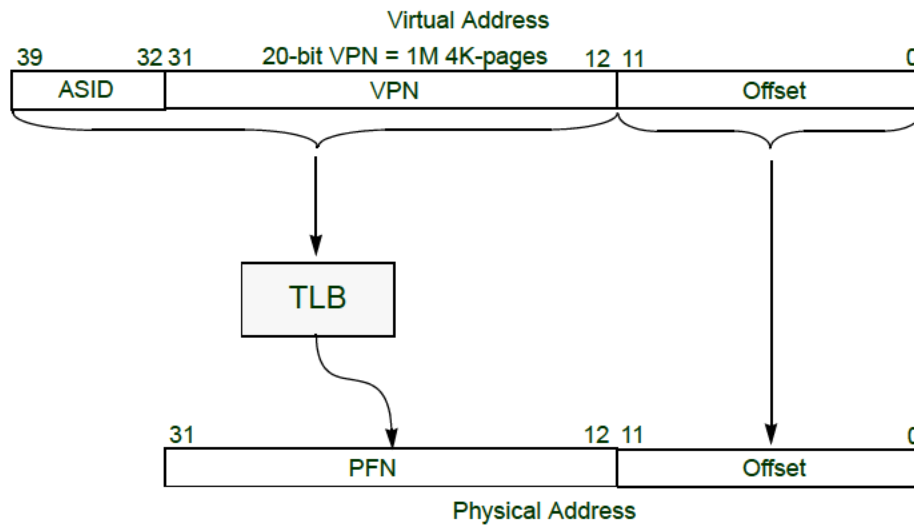 Virtual Address
39 32 31 20-bit VPN = 1M 4K-pages 12 11 0
ASID VPN Offset
TLB
31 12 11 0
PFN Offset
Physical Address